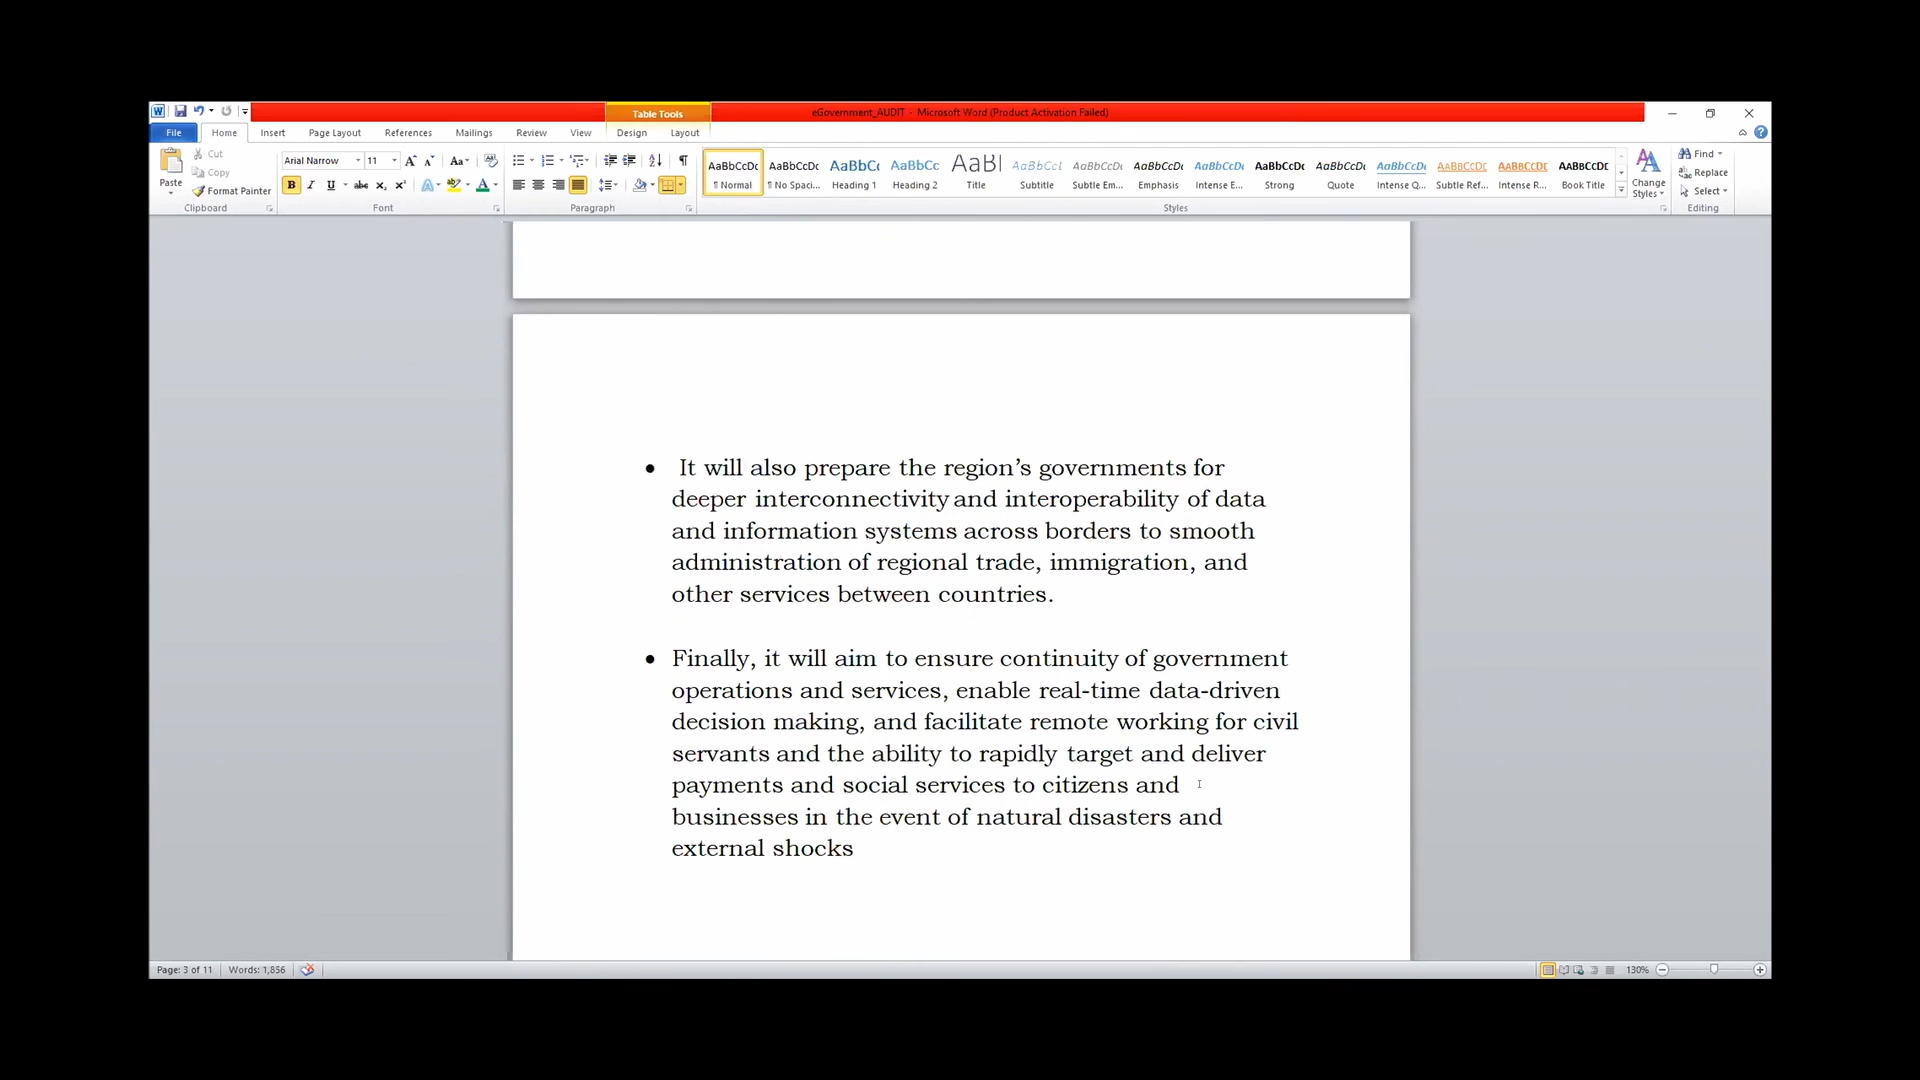 eGovernment_AUDIT - Microsoft Word (Product Activation Failed)
Table Tools
File Home Insert Page Layout References Mailings Review View Design Layout
Paste
Cut
Copy
Format Painter
Clipboard
Arial Narrow 11
Font
Paragraph
AaBbCcDc AaBbCcDc AaBbCc AaBbCc AaBl AaBbCcL AaBbCcDc AaBbCcDc AaBbCcDc AaBbCcDc AaBbCcDc AaBbCcDc AABBCCDC AABBCCDC AaBbCcDc
¶ Normal ¶ No Spaci... Heading 1 Heading 2 Title Subtitle Subtle Em... Emphasis Intense E... Strong Quote Intense Q... Subtle Ref... Intense R... Book Title
Styles
Change Styles
Find
Replace
Select
Editing
• It will also prepare the region’s governments for
deeper interconnectivity and interoperability of data
and information systems across borders to smooth
administration of regional trade, immigration, and
other services between countries.
• Finally, it will aim to ensure continuity of government
operations and services, enable real-time data-driven
decision making, and facilitate remote working for civil
servants and the ability to rapidly target and deliver
payments and social services to citizens and
businesses in the event of natural disasters and
external shocks
Page: 3 of 11 Words: 1,856 130%